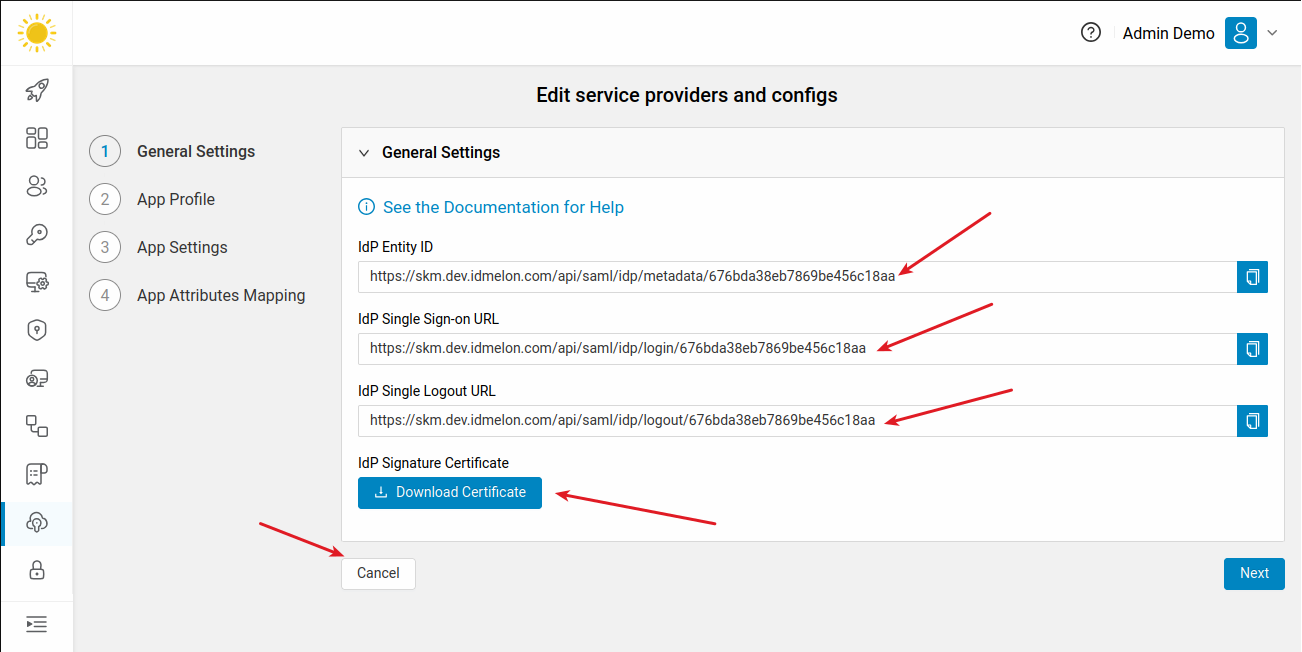 Admin Demo
Edit service providers and configs
1 General Settings
2 App Profile
3 App Settings
4 App Attributes Mapping
General Settings
See the Documentation for Help
IdP Entity ID
https://skm.dev.idmelon.com/api/saml/idp/metadata/676bda38eb7869be456c18aa
IdP Single Sign-on URL
https://skm.dev.idmelon.com/api/saml/idp/login/676bda38eb7869be456c18aa
IdP Single Logout URL
https://skm.dev.idmelon.com/api/saml/idp/logout/676bda38eb7869be456c18aa
IdP Signature Certificate
Download Certificate
Cancel
Next